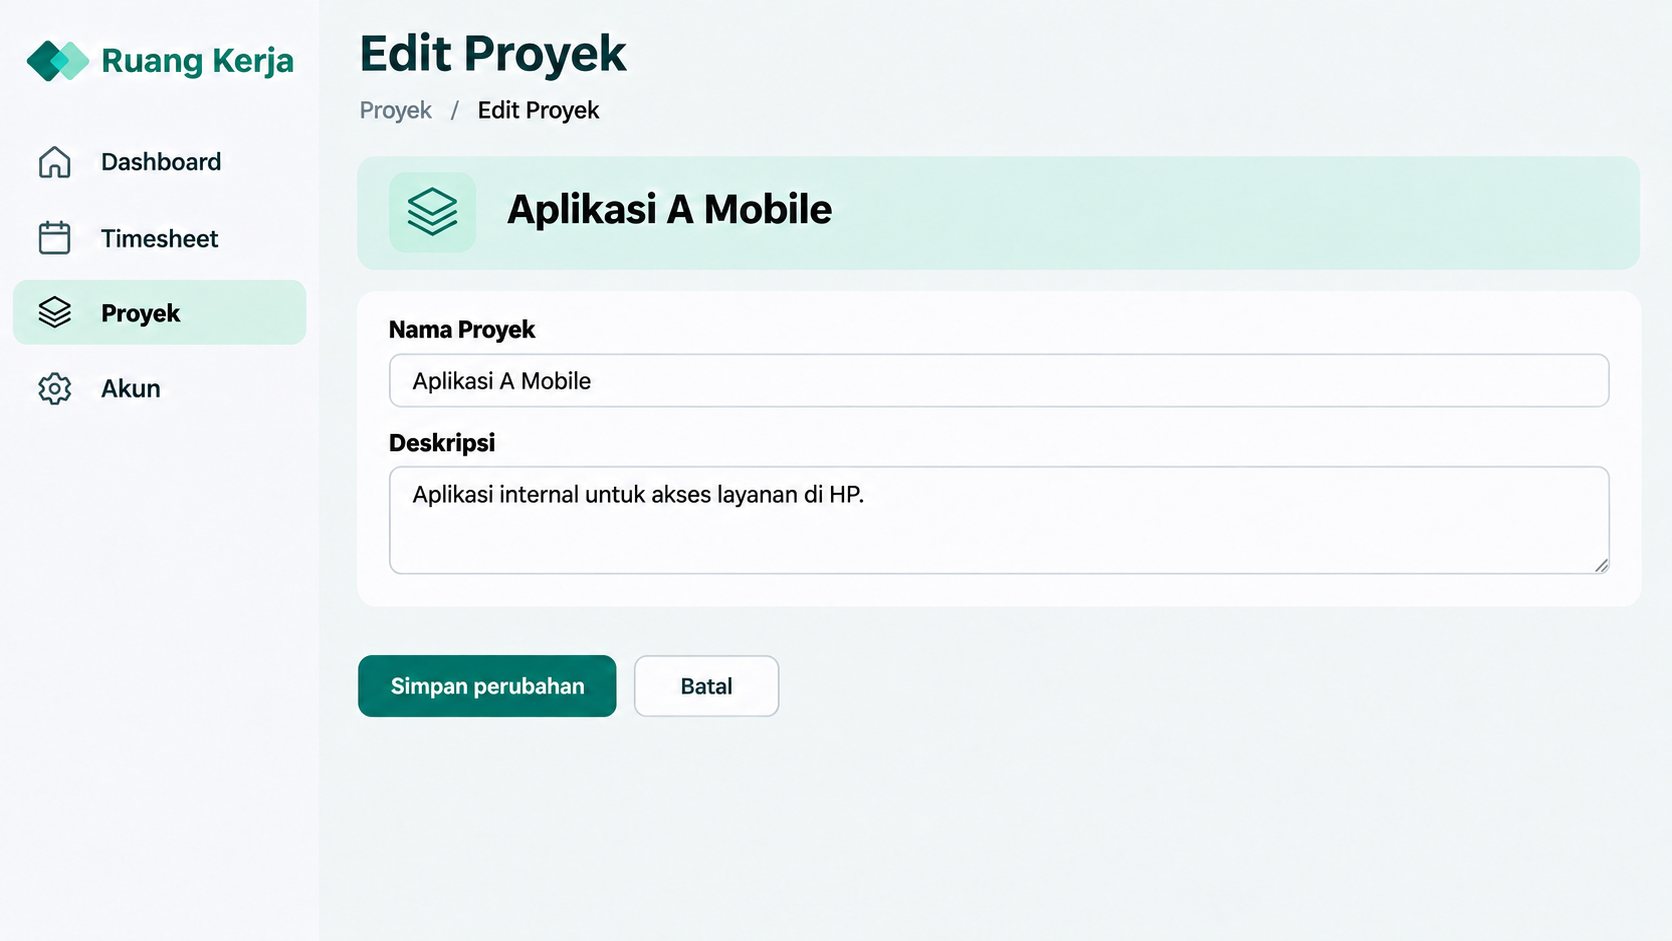 Ruang Kerja
Dashboard
Timesheet
Proyek
Akun
Edit Proyek
Proyek / Edit Proyek
Aplikasi A Mobile
Nama Proyek
Aplikasi A Mobile
Deskripsi
Aplikasi internal untuk akses layanan di HP.
Simpan perubahan
Batal